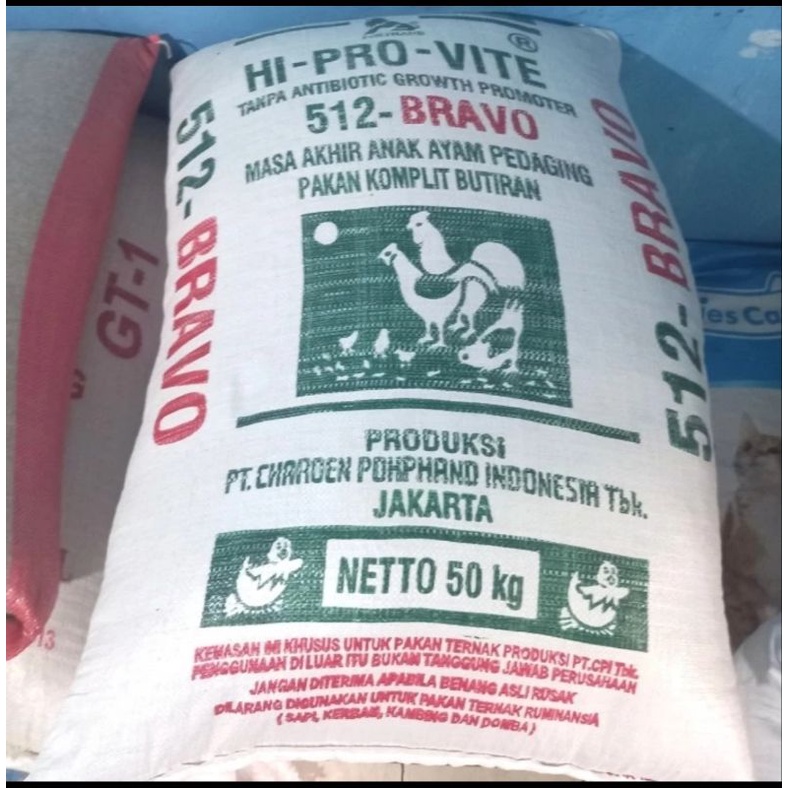 HI-PRO-VITE ®
TANPA ANTIBIOTIC GROWTH PROMOTER
512-BRAVO
MASA AKHIR ANAK AYAM PEDAGING
PAKAN KOMPLIT BUTIRAN
512-BRAVO
512-BRAVO
GT-1
PRODUKSI
PT. CHAROEN POHPHAND INDONESIA Tbk.
JAKARTA
NETTO 50 kg
KEMASAN INI KHUSUS UNTUK PAKAN TERNAK PRODUKSI PT.CPI Tbk.
PENGGUNAAN DI LUAR ITU BUKAN TANGGUNG JAWAB PERUSAHAAN
JANGAN DITERIMA APABILA BENANG ASLI RUSAK
DILARANG DIGUNAKAN UNTUK PAKAN TERNAK RUMINANSIA
( SAPI, KERBAU, KAMBING DAN DOMBA )
13